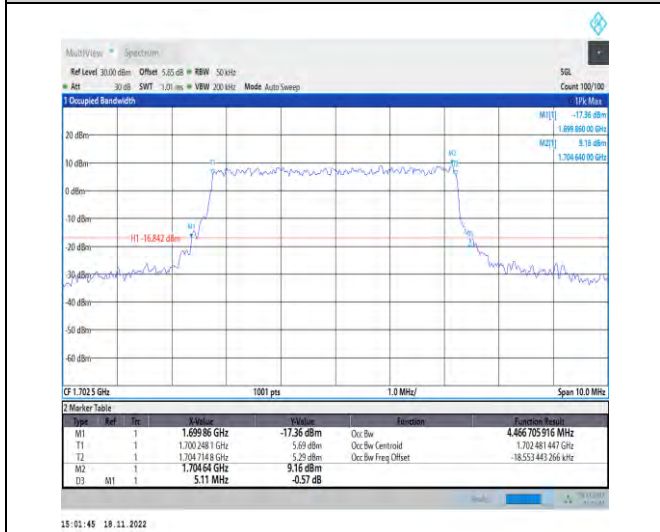 MultiView Spectrum
Ref Level 30.00 dBm Offset 5.65 dB RBW 50 kHz SGL
Att 30 dB SWT 1.01 ms VBW 200 kHz Mode Auto Sweep Count 100/100
1 Occupied Bandwidth 1Pk Max
M1[1] -17.36 dBm
1.699 860 00 GHz
M2[1] 9.16 dBm
1.704 640 00 GHz
20 dBm
10 dBm
0 dBm
-10 dBm
-20 dBm
-30 dBm
-40 dBm
-50 dBm
-60 dBm
H1 -16.842 dBm
M1
T1
M2
T2
CF 1.702 5 GHz 1001 pts 1.0 MHz/ Span 10.0 MHz
2 Marker Table
Type Ref Trc X-Value Y-Value Function Function Result
M1 1 1.699 86 GHz -17.36 dBm Occ Bw 4.466 705 916 MHz
T1 1 1.700 248 1 GHz 5.69 dBm Occ Bw Centroid 1.702 481 447 GHz
T2 1 1.704 714 8 GHz 5.29 dBm Occ Bw Freq Offset -18.553 443 266 kHz
M2 1 1.704 64 GHz 9.16 dBm
D3 M1 1 5.11 MHz -0.57 dB
15:01:45 18.11.2022